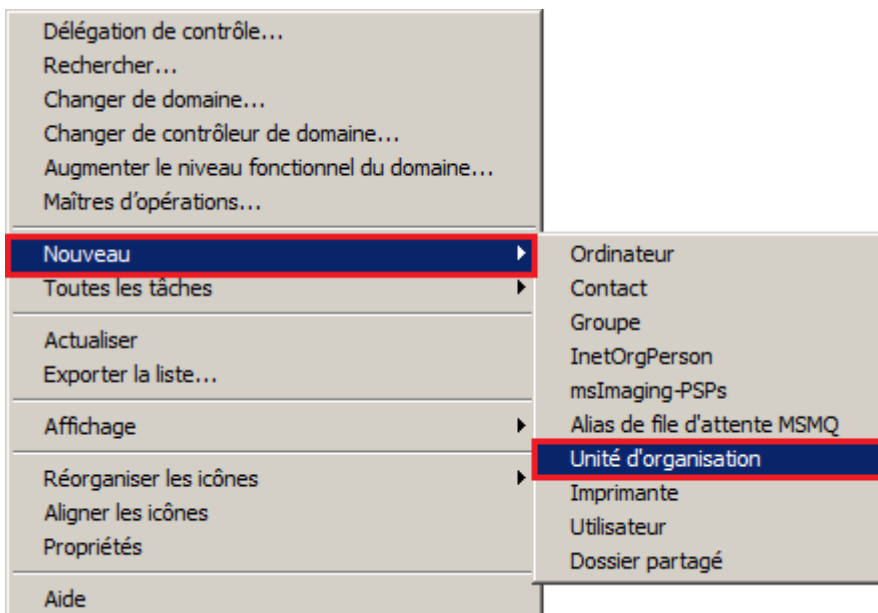 Délégation de contrôle...
Rechercher...
Changer de domaine...
Changer de contrôleur de domaine...
Augmenter le niveau fonctionnel du domaine...
Maîtres d’opérations...
Nouveau
Toutes les tâches
Actualiser
Exporter la liste...
Affichage
Réorganiser les icônes
Aligner les icônes
Propriétés
Aide
Ordinateur
Contact
Groupe
InetOrgPerson
msImaging-PSPs
Alias de file d'attente MSMQ
Unité d'organisation
Imprimante
Utilisateur
Dossier partagé